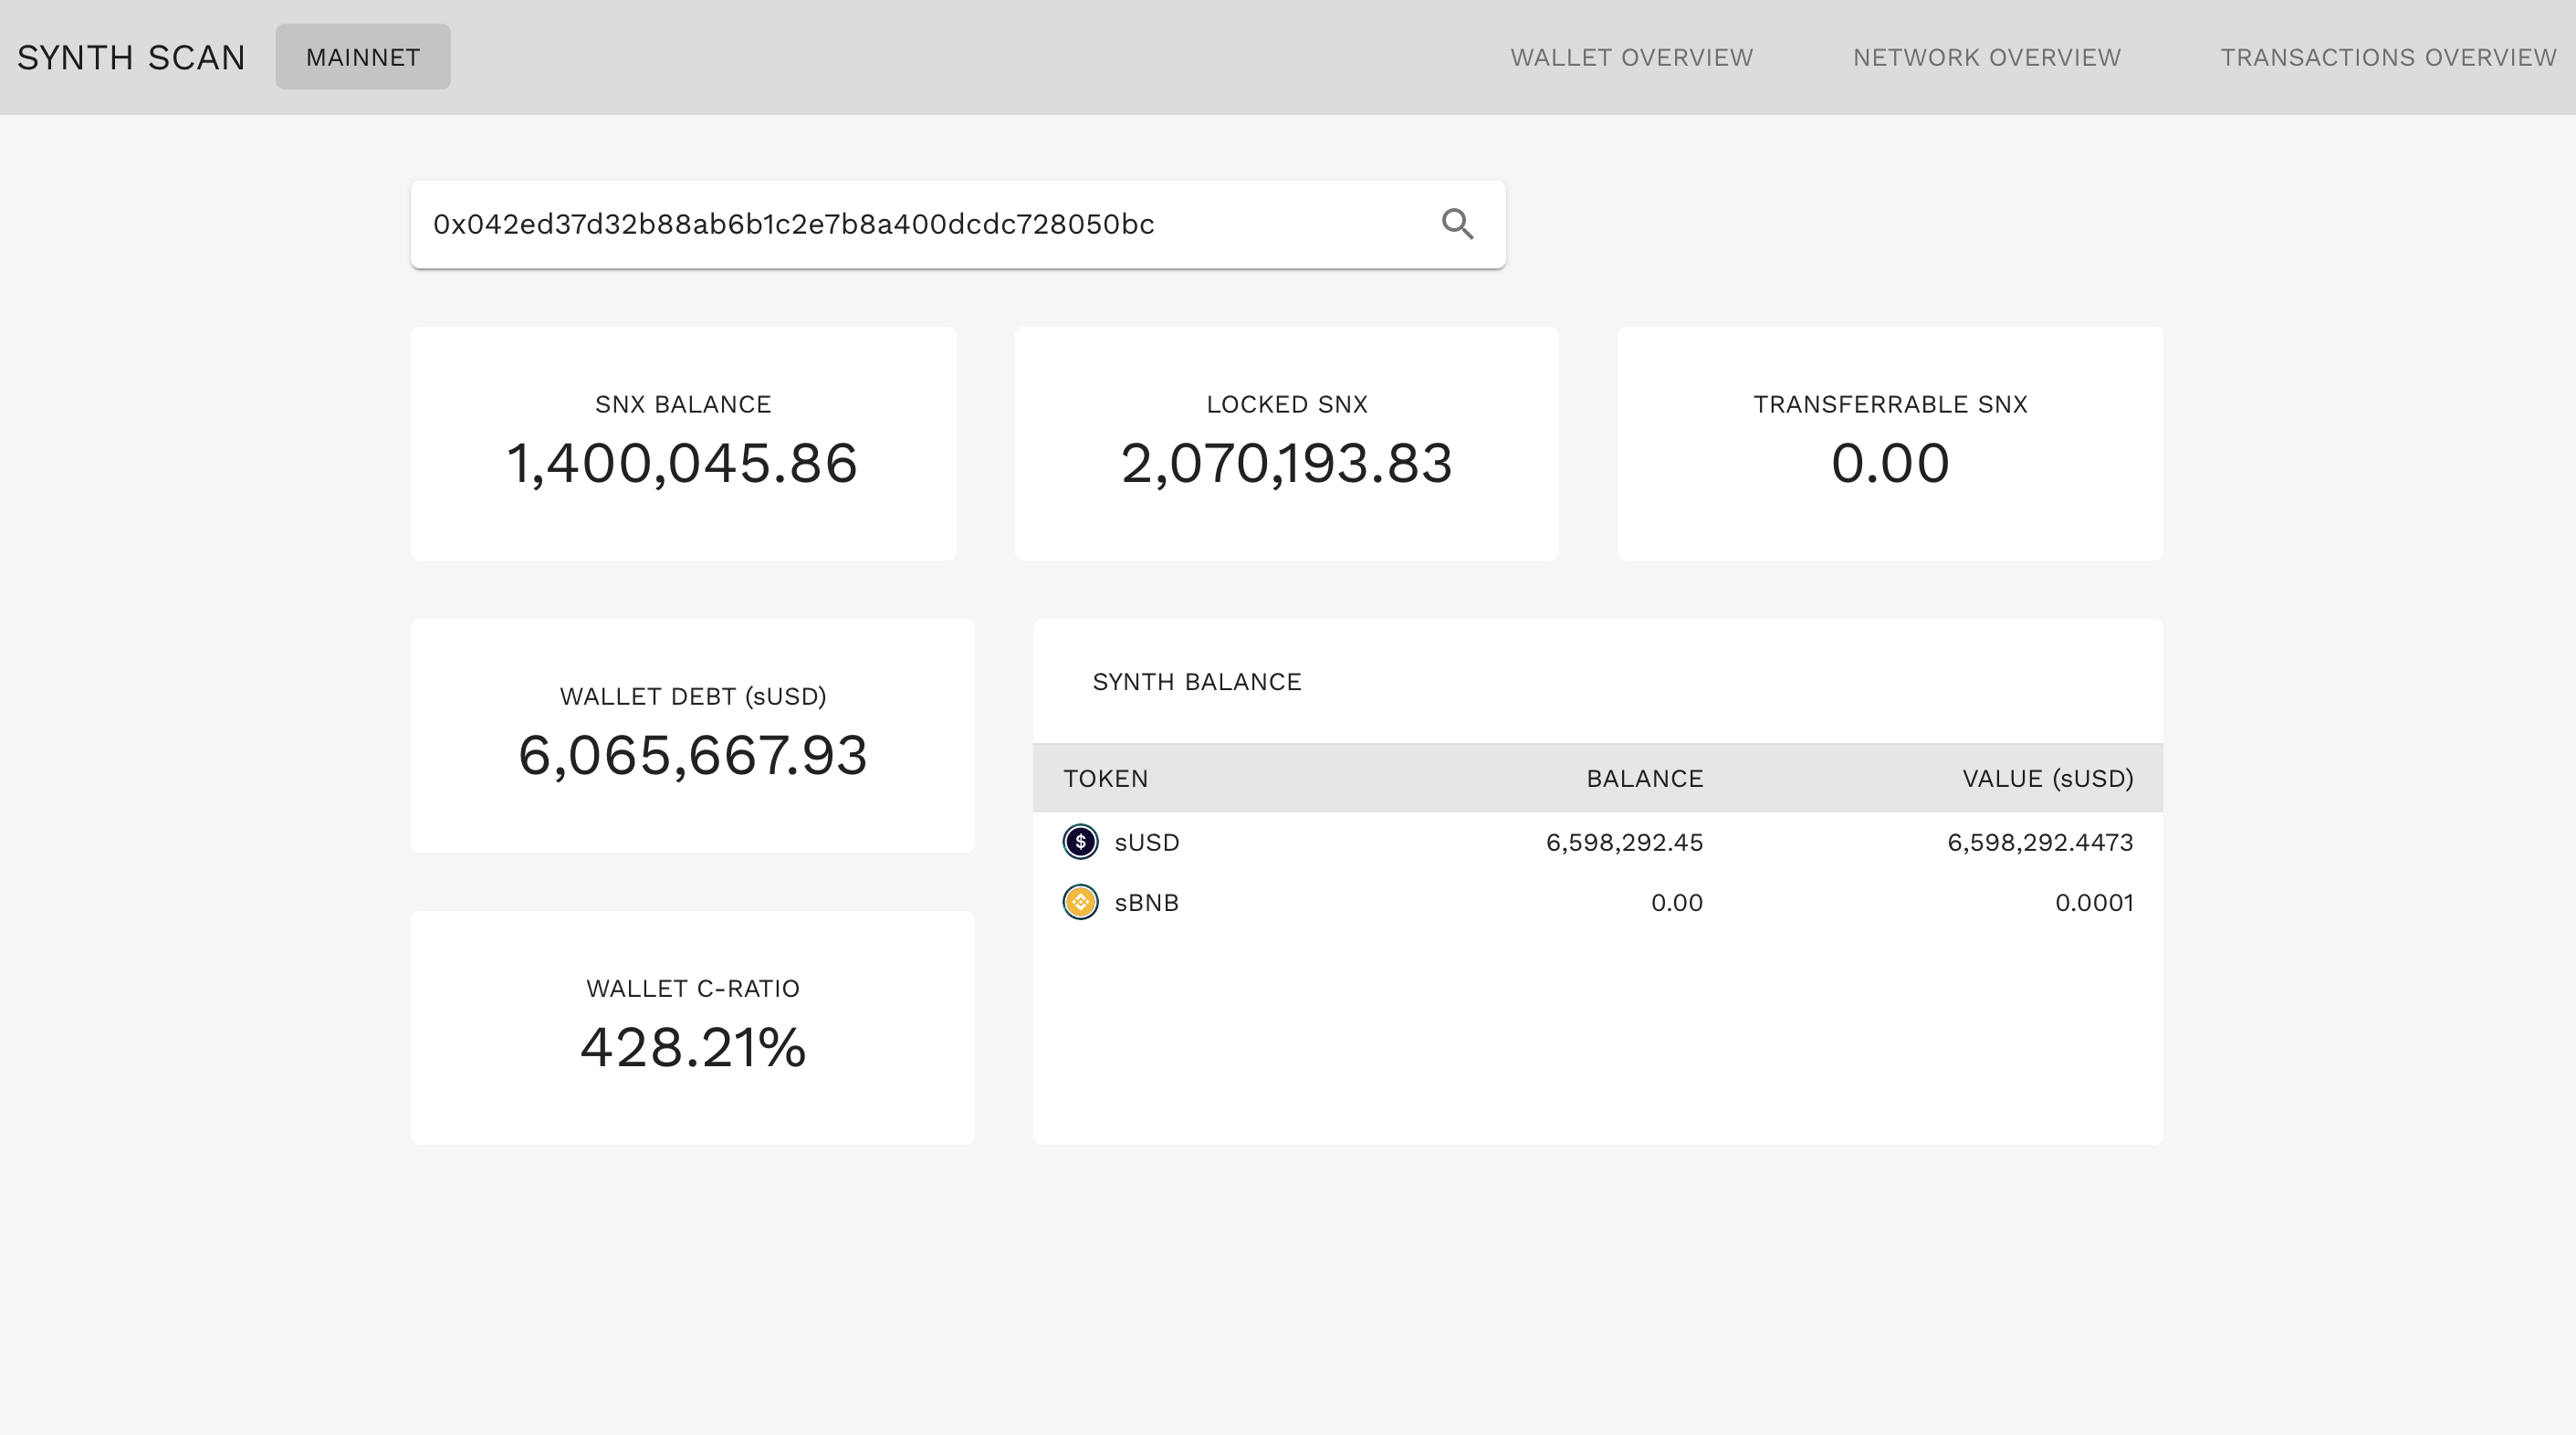 SYNTH SCAN MAINNET WALLET OVERVIEW NETWORK OVERVIEW TRANSACTIONS OVERVIEW
0x042ed37d32b88ab6b1c2e7b8a400dcdc728050bc
SNX BALANCE
1,400,045.86
LOCKED SNX
2,070,193.83
TRANSFERRABLE SNX
0.00
WALLET DEBT (sUSD)
6,065,667.93
WALLET C-RATIO
428.21%
SYNTH BALANCE
TOKEN BALANCE VALUE (sUSD)
$ sUSD 6,598,292.45 6,598,292.4473
sBNB 0.00 0.0001